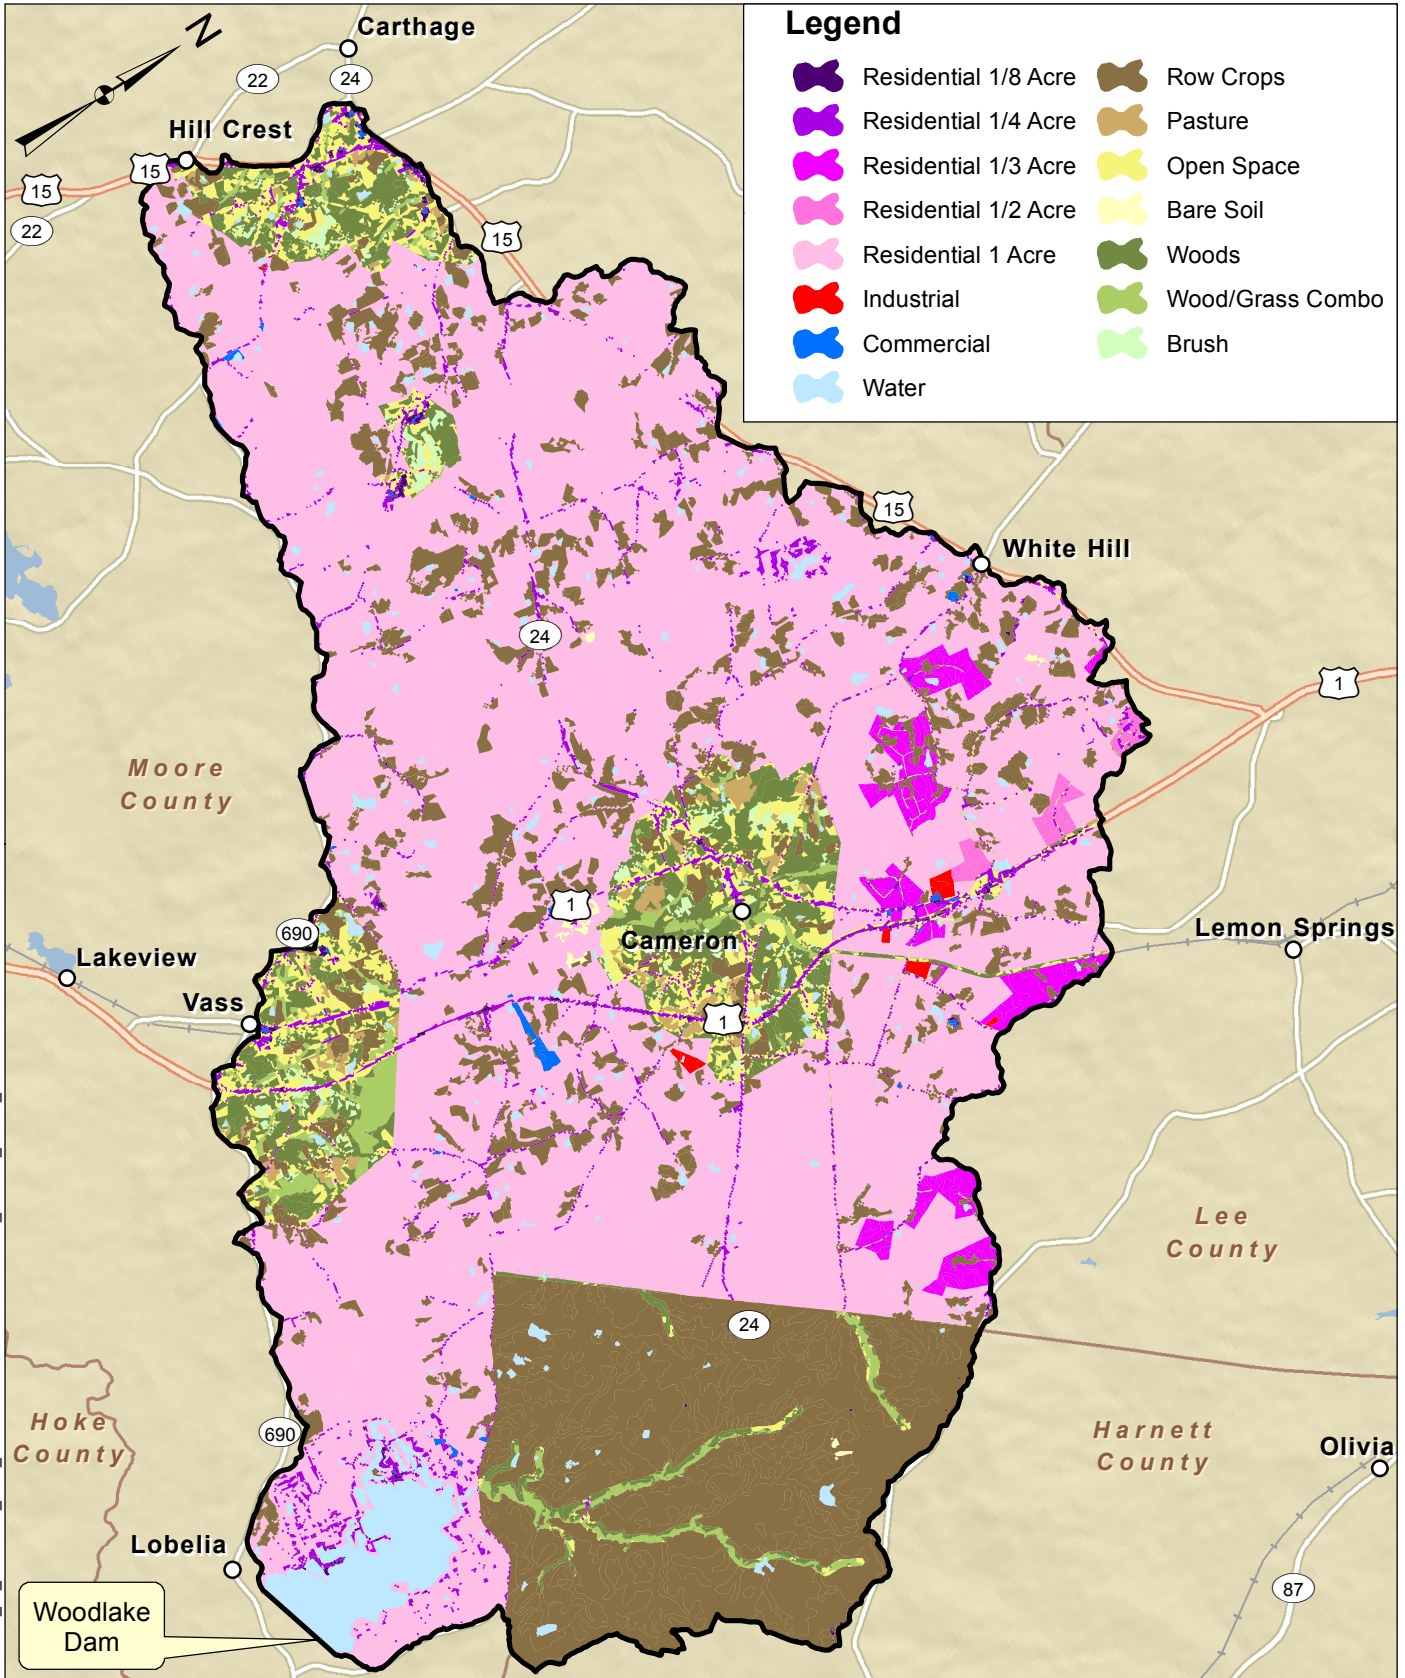 Legend
Residential 1/8 Acre
Residential 1/4 Acre
Residential 1/3 Acre
Residential 1/2 Acre
Residential 1 Acre
Industrial
Commercial
Water
Row Crops
Pasture
Open Space
Bare Soil
Woods
Wood/Grass Combo
Brush
N
Carthage
22
24
Hill Crest
15
15
22
15
15
White Hill
24
1
Moore
County
1
690
Lakeview
Vass
Cameron
1
Lemon Springs
Lee
County
24
Hoke
County
690
Harnett
County
Olivia
Lobelia
87
Woodlake
Dam